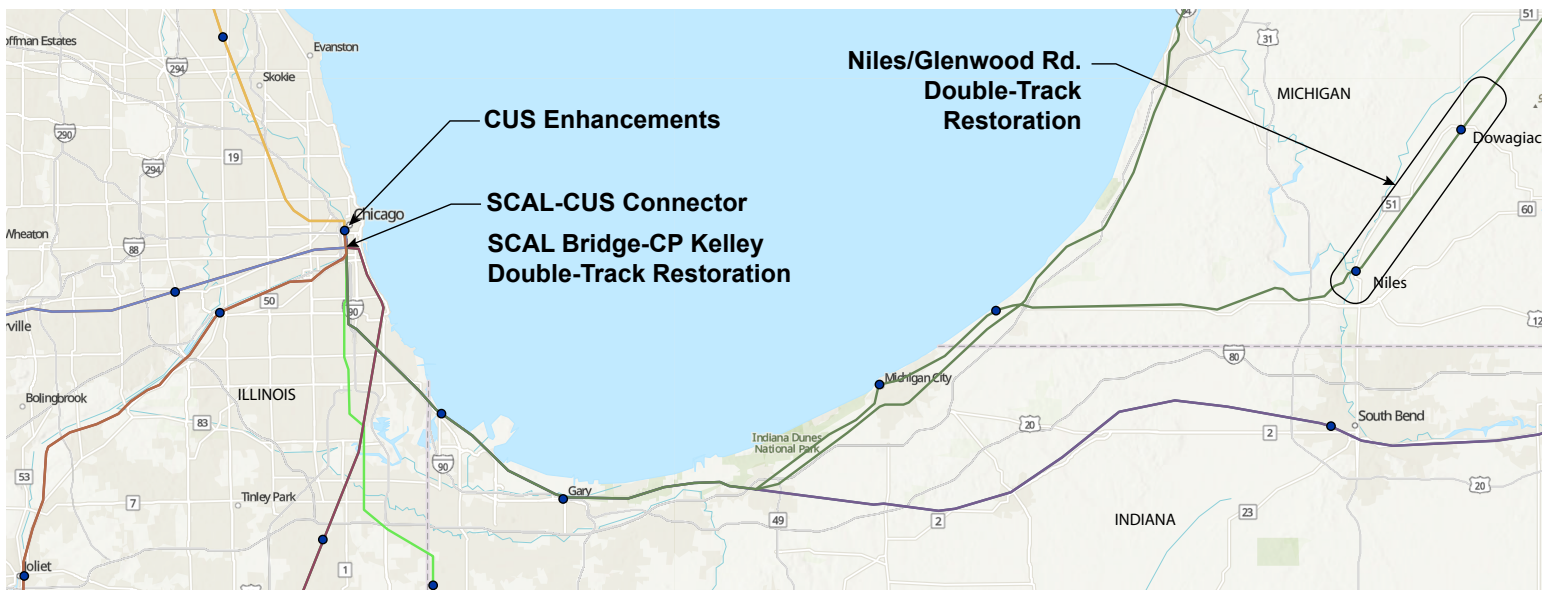 offman Estates
Evanston
294
Skokie
290
294
19
CUS Enhancements
Chicago
SCAL-CUS Connector
SCAL Bridge-CP Kelley
Double-Track Restoration
Wheaton
88
50
90
rville
Bolingbrook
ILLINOIS
83
53
7
Tinley Park
1
oliet
90
Gary
Indiana Dunes
National Park
Michigan City
49
2
INDIANA
23
20
2
20
South Bend
80
12
Niles
60
51
Dowagiac
Niles/Glenwood Rd.
Double-Track
Restoration
MICHIGAN
31
94
51